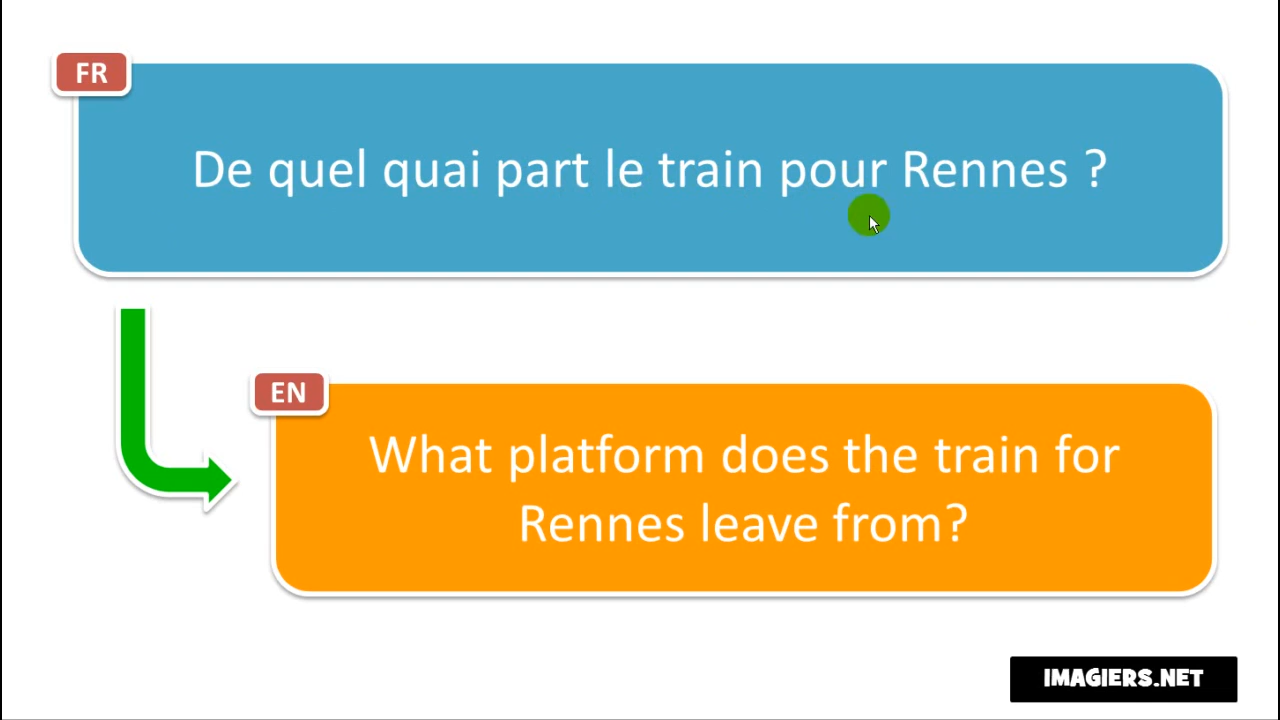 FR
De quel quai part le train pour Rennes ?
EN
What platform does the train for
Rennes leave from?
IMAGIERS.NET